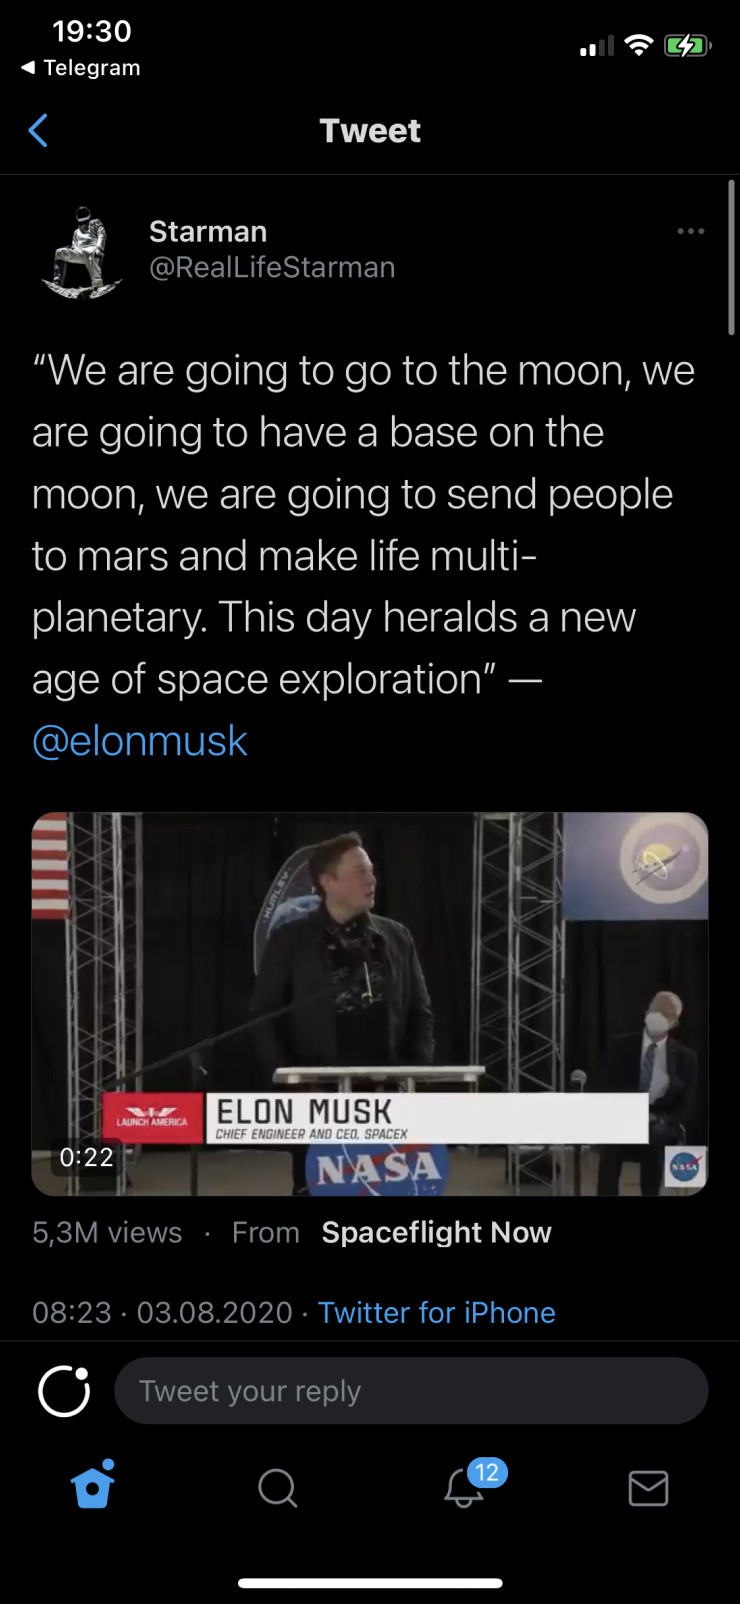 19:30
◀ Telegram
Tweet
Starman
@RealLifeStarman
“We are going to go to the moon, we
are going to have a base on the
moon, we are going to send people
to mars and make life multi-
planetary. This day heralds a new
age of space exploration” —
@elonmusk
HURLEY
LAUNCH AMERICA
ELON MUSK
CHIEF ENGINEER AND CEO, SPACEX
0:22
NASA
NASA
5,3M views · From Spaceflight Now
08:23 · 03.08.2020 · Twitter for iPhone
Tweet your reply
12